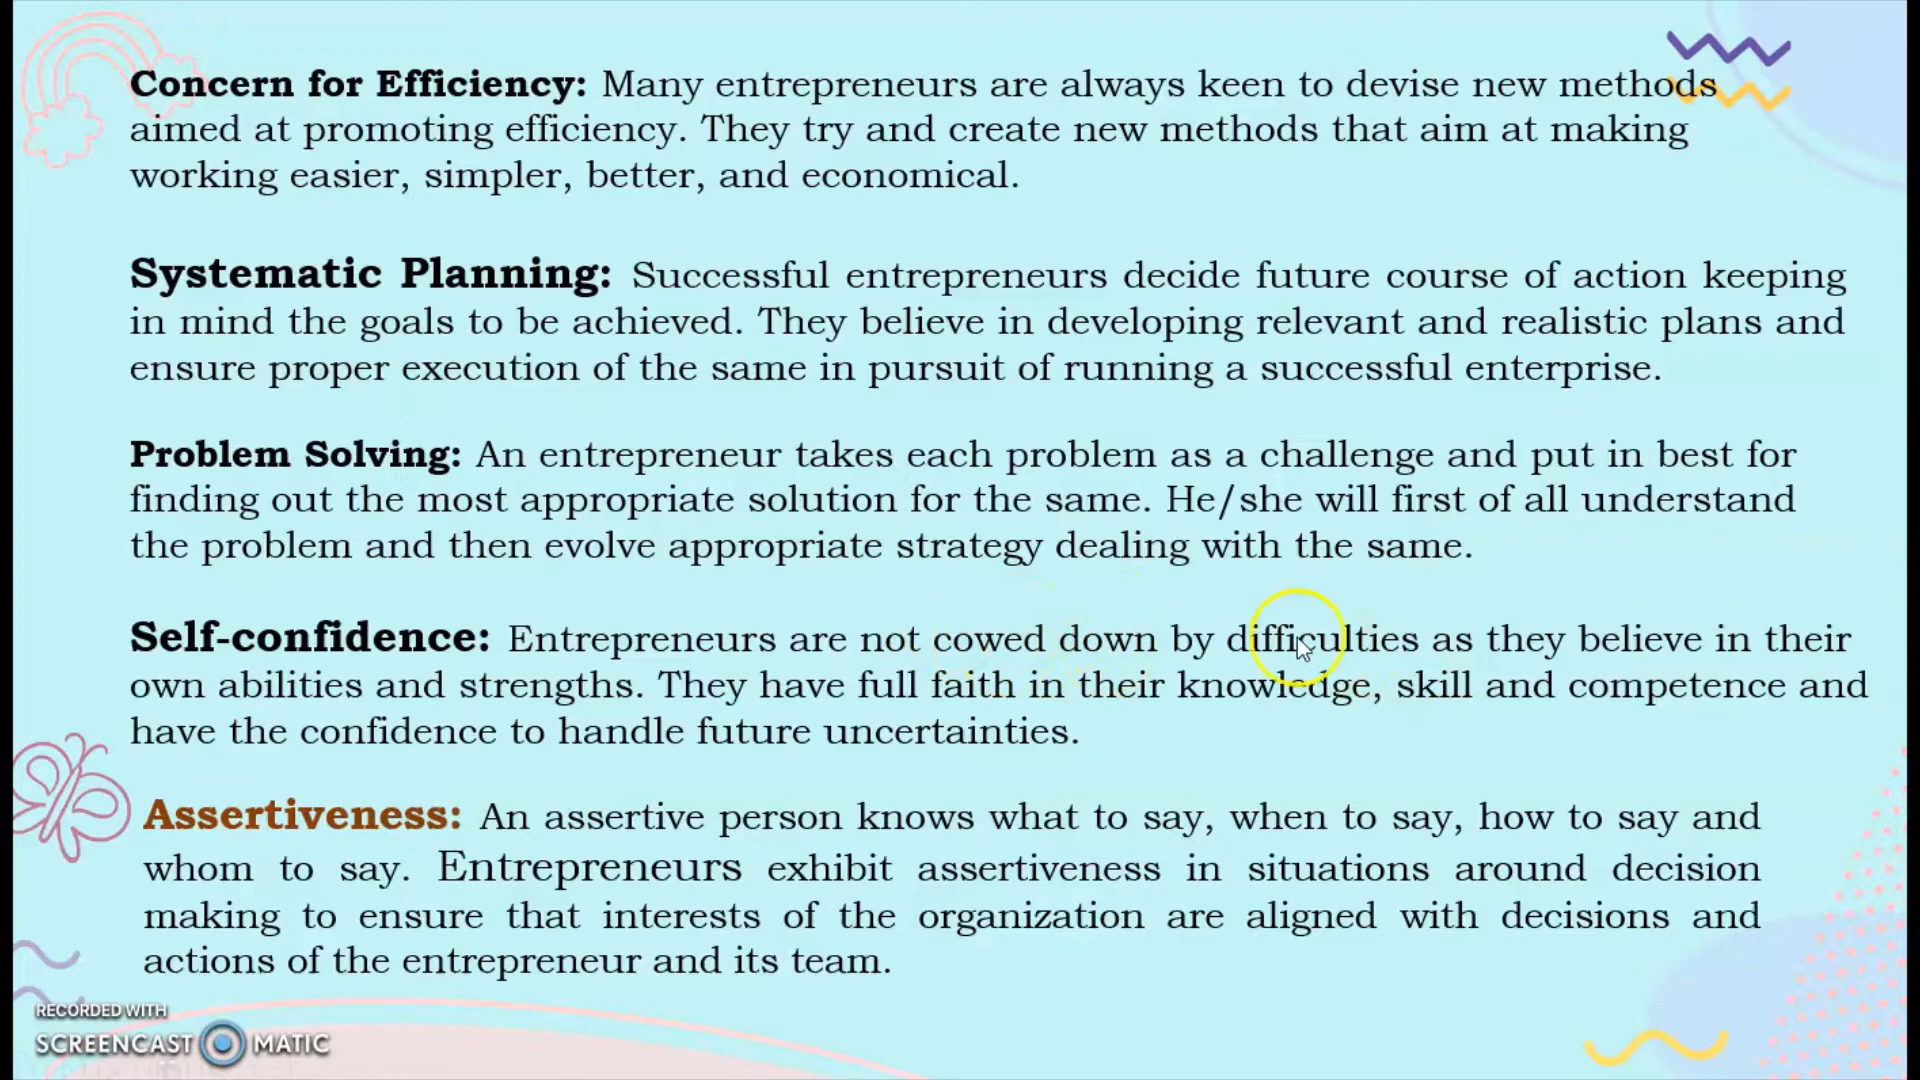 Concern for Efficiency: Many entrepreneurs are always keen to devise new methods
aimed at promoting efficiency. They try and create new methods that aim at making
working easier, simpler, better, and economical.
Systematic Planning: Successful entrepreneurs decide future course of action keeping
in mind the goals to be achieved. They believe in developing relevant and realistic plans and
ensure proper execution of the same in pursuit of running a successful enterprise.
Problem Solving: An entrepreneur takes each problem as a challenge and put in best for
finding out the most appropriate solution for the same. He/she will first of all understand
the problem and then evolve appropriate strategy dealing with the same.
Self-confidence: Entrepreneurs are not cowed down by difficulties as they believe in their
own abilities and strengths. They have full faith in their knowledge, skill and competence and
have the confidence to handle future uncertainties.
Assertiveness: An assertive person knows what to say, when to say, how to say and
whom to say. Entrepreneurs exhibit assertiveness in situations around decision
making to ensure that interests of the organization are aligned with decisions and
actions of the entrepreneur and its team.
RECORDED WITH
SCREENCAST MATIC